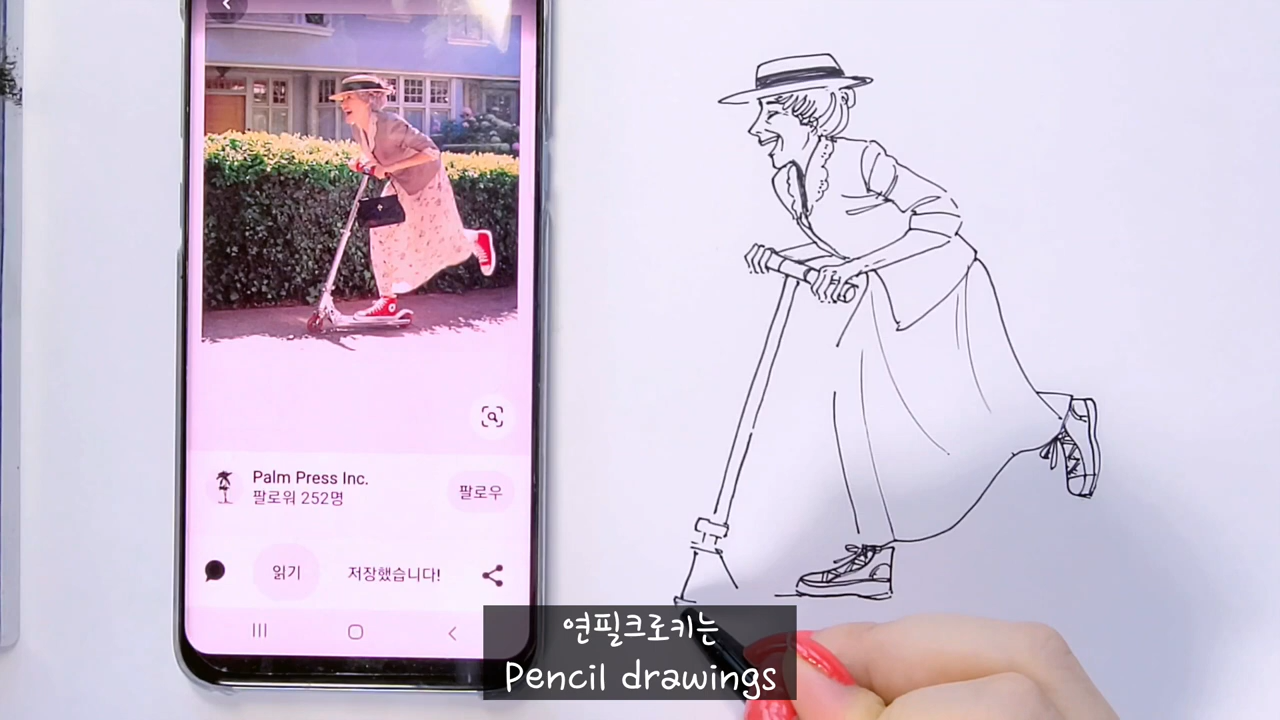 Palm Press Inc.
팔로워 252명
팔로우
읽기
저장했습니다!
연필크로키는
Pencil drawings